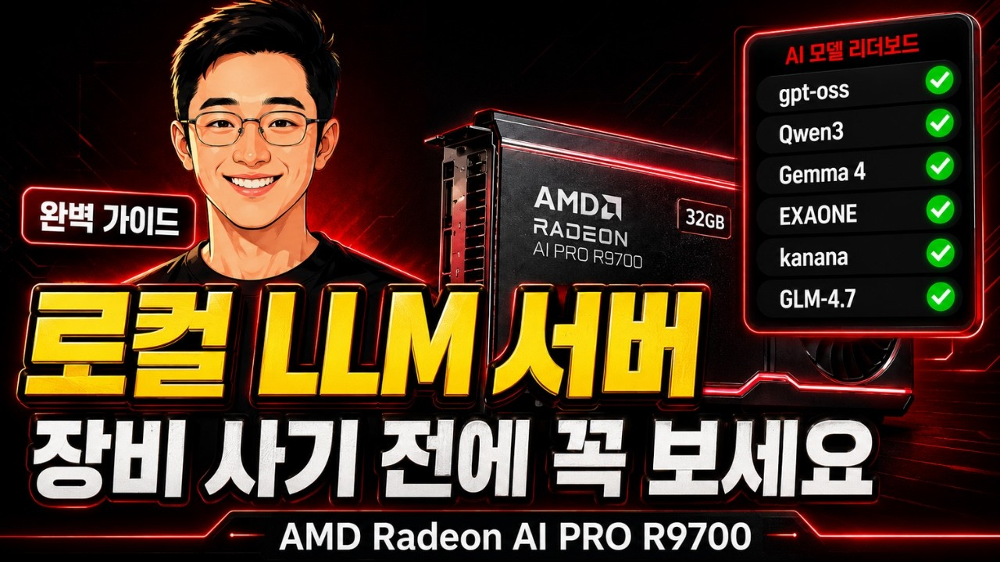 AI 모델 리더보드
gpt-oss
Qwen3
Gemma 4
EXAONE
kanana
GLM-4.7
AMD
RADEON
AI PRO R9700
32GB
완벽 가이드
로컬 LLM 서버
장비 사기 전에 꼭 보세요
AMD Radeon AI PRO R9700